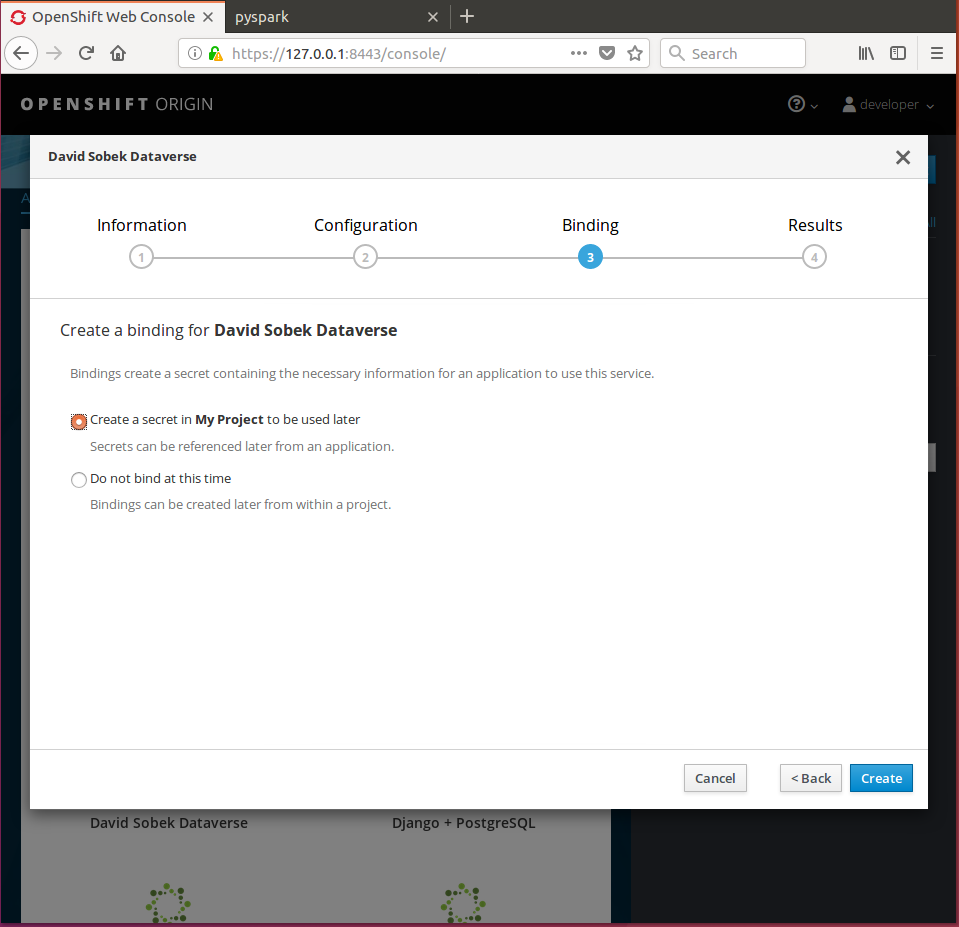 OpenShift Web Console
pyspark
https://127.0.0.1:8443/console/
Search
OPENSHIFT ORIGIN
developer
David Sobek Dataverse
Information
Configuration
Binding
Results
1
2
3
4
Create a binding for David Sobek Dataverse
Bindings create a secret containing the necessary information for an application to use this service.
Create a secret in My Project to be used later
Secrets can be referenced later from an application.
Do not bind at this time
Bindings can be created later from within a project.
Cancel
< Back
Create
David Sobek Dataverse
Django + PostgreSQL